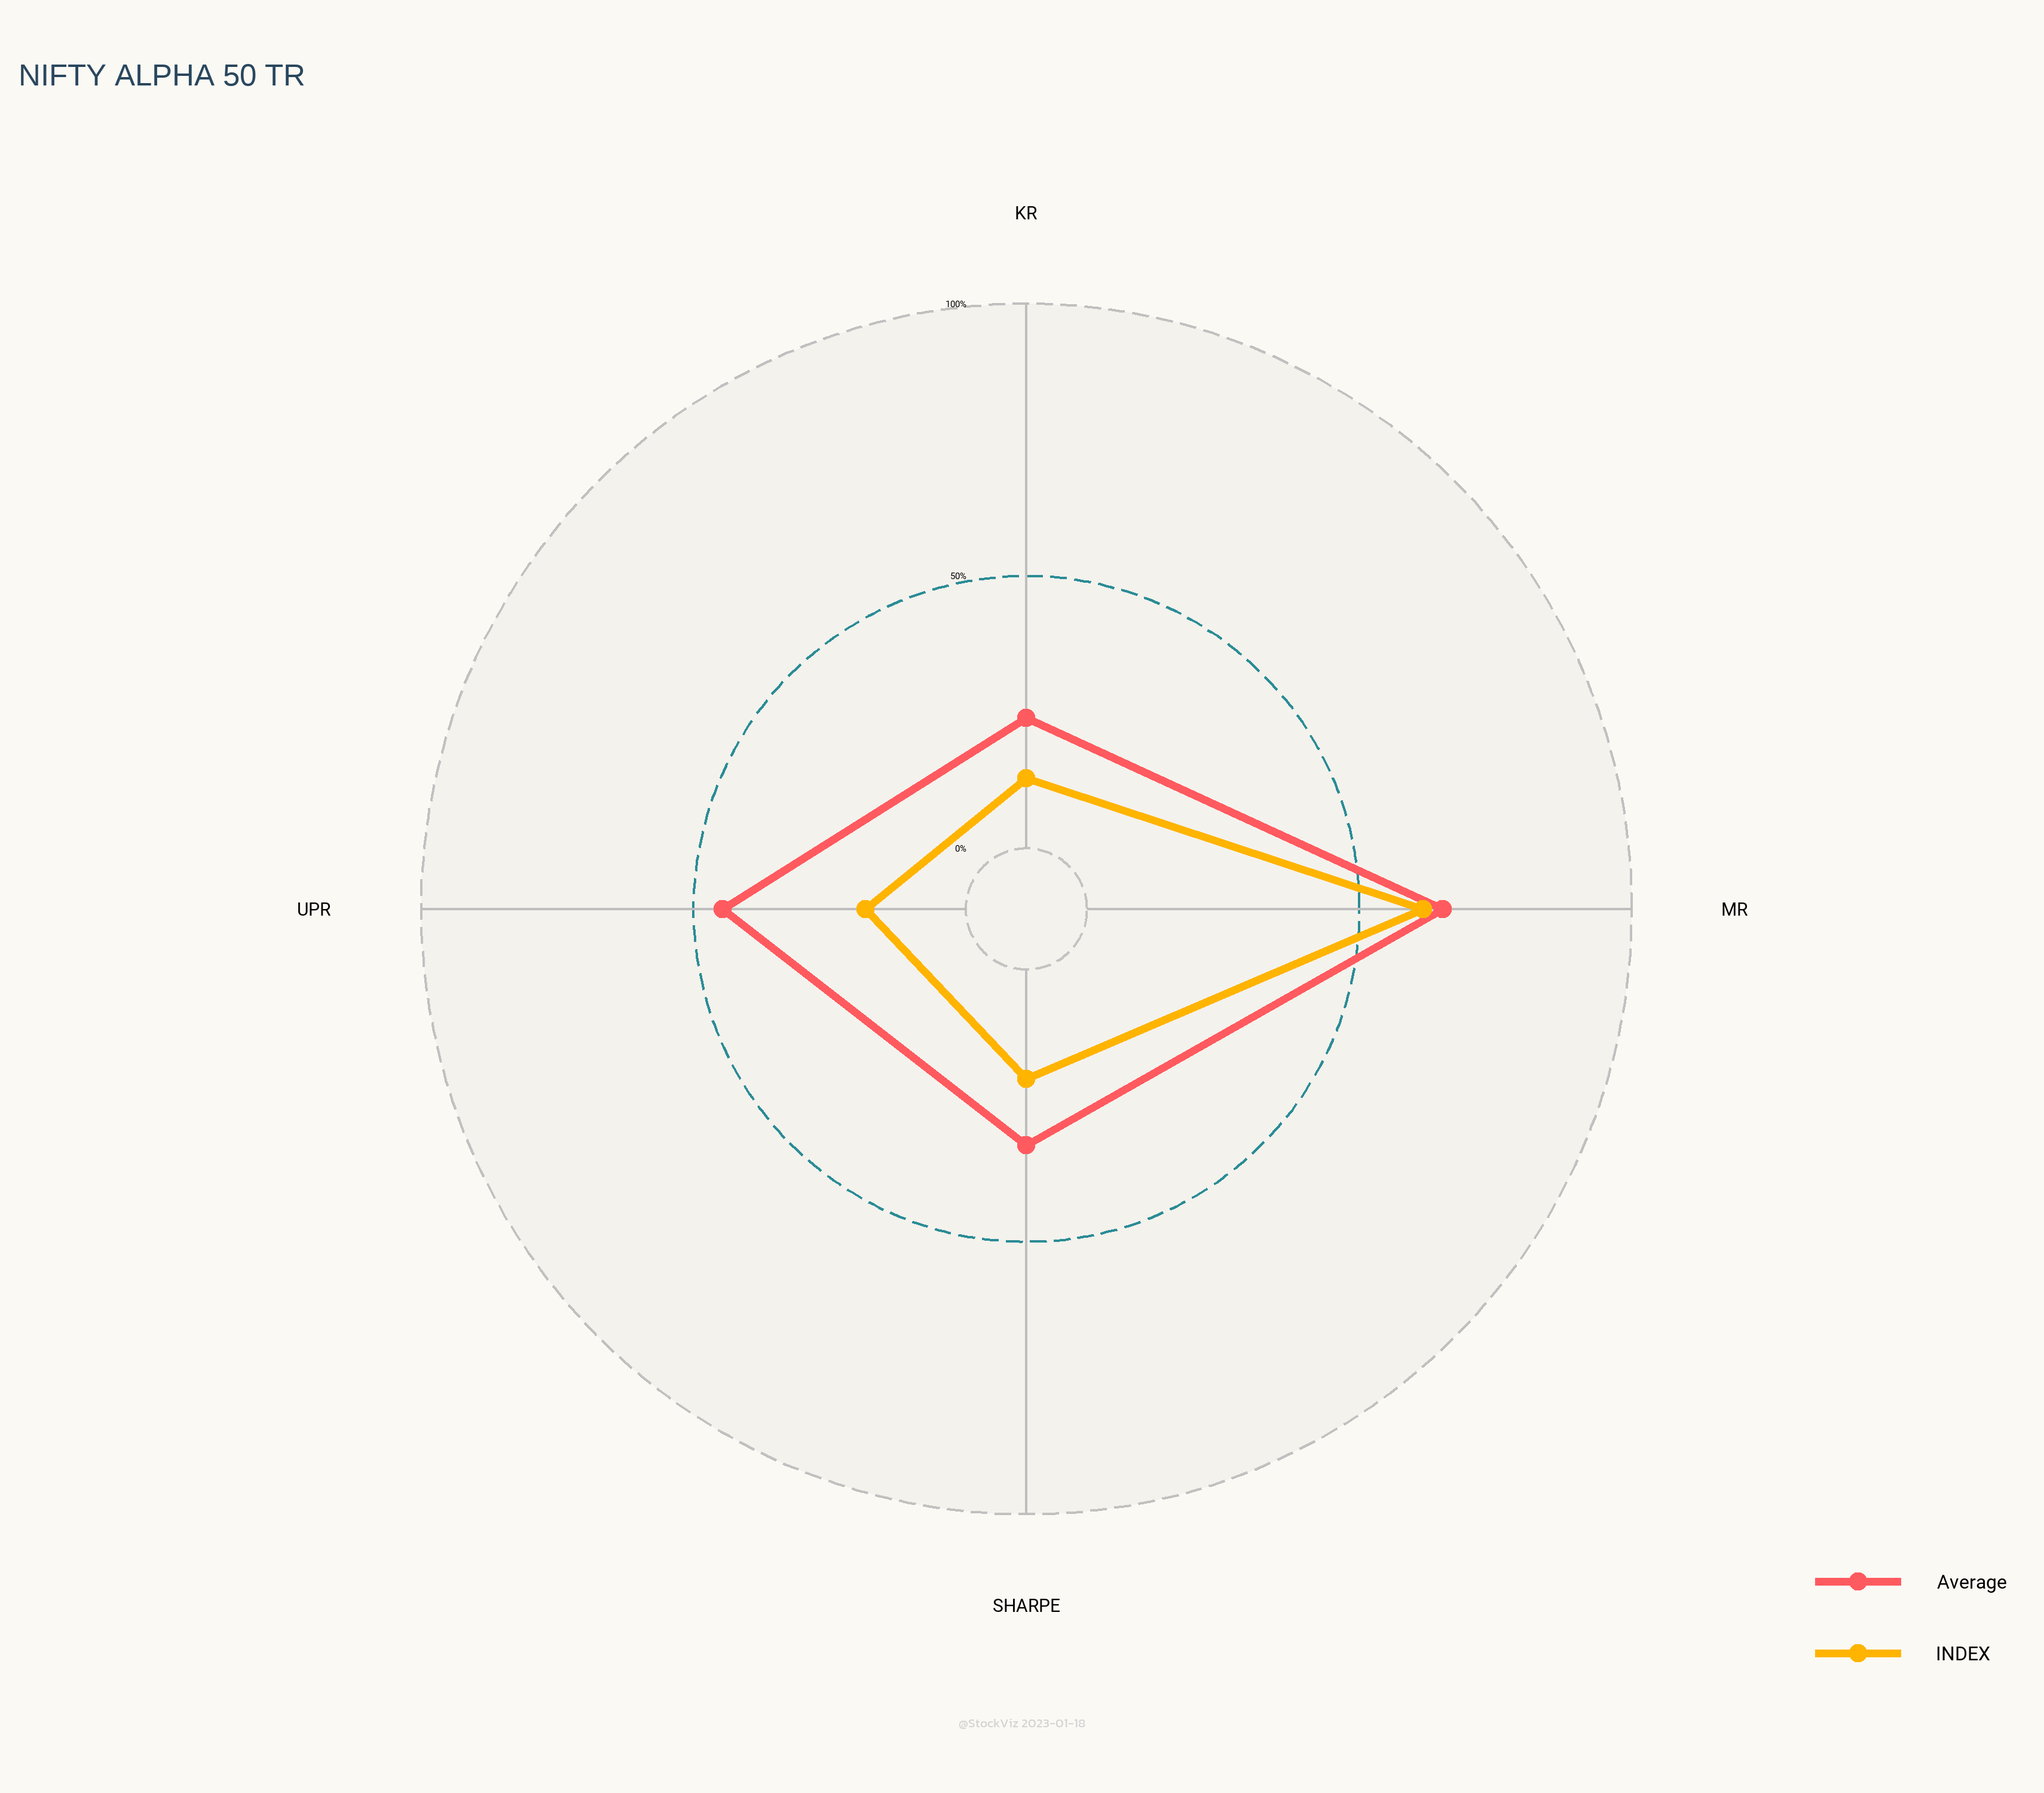 NIFTY ALPHA 50 TR
KR
100%
50%
0%
UPR
MR
SHARPE
Average
INDEX
@StockViz 2023-01-18